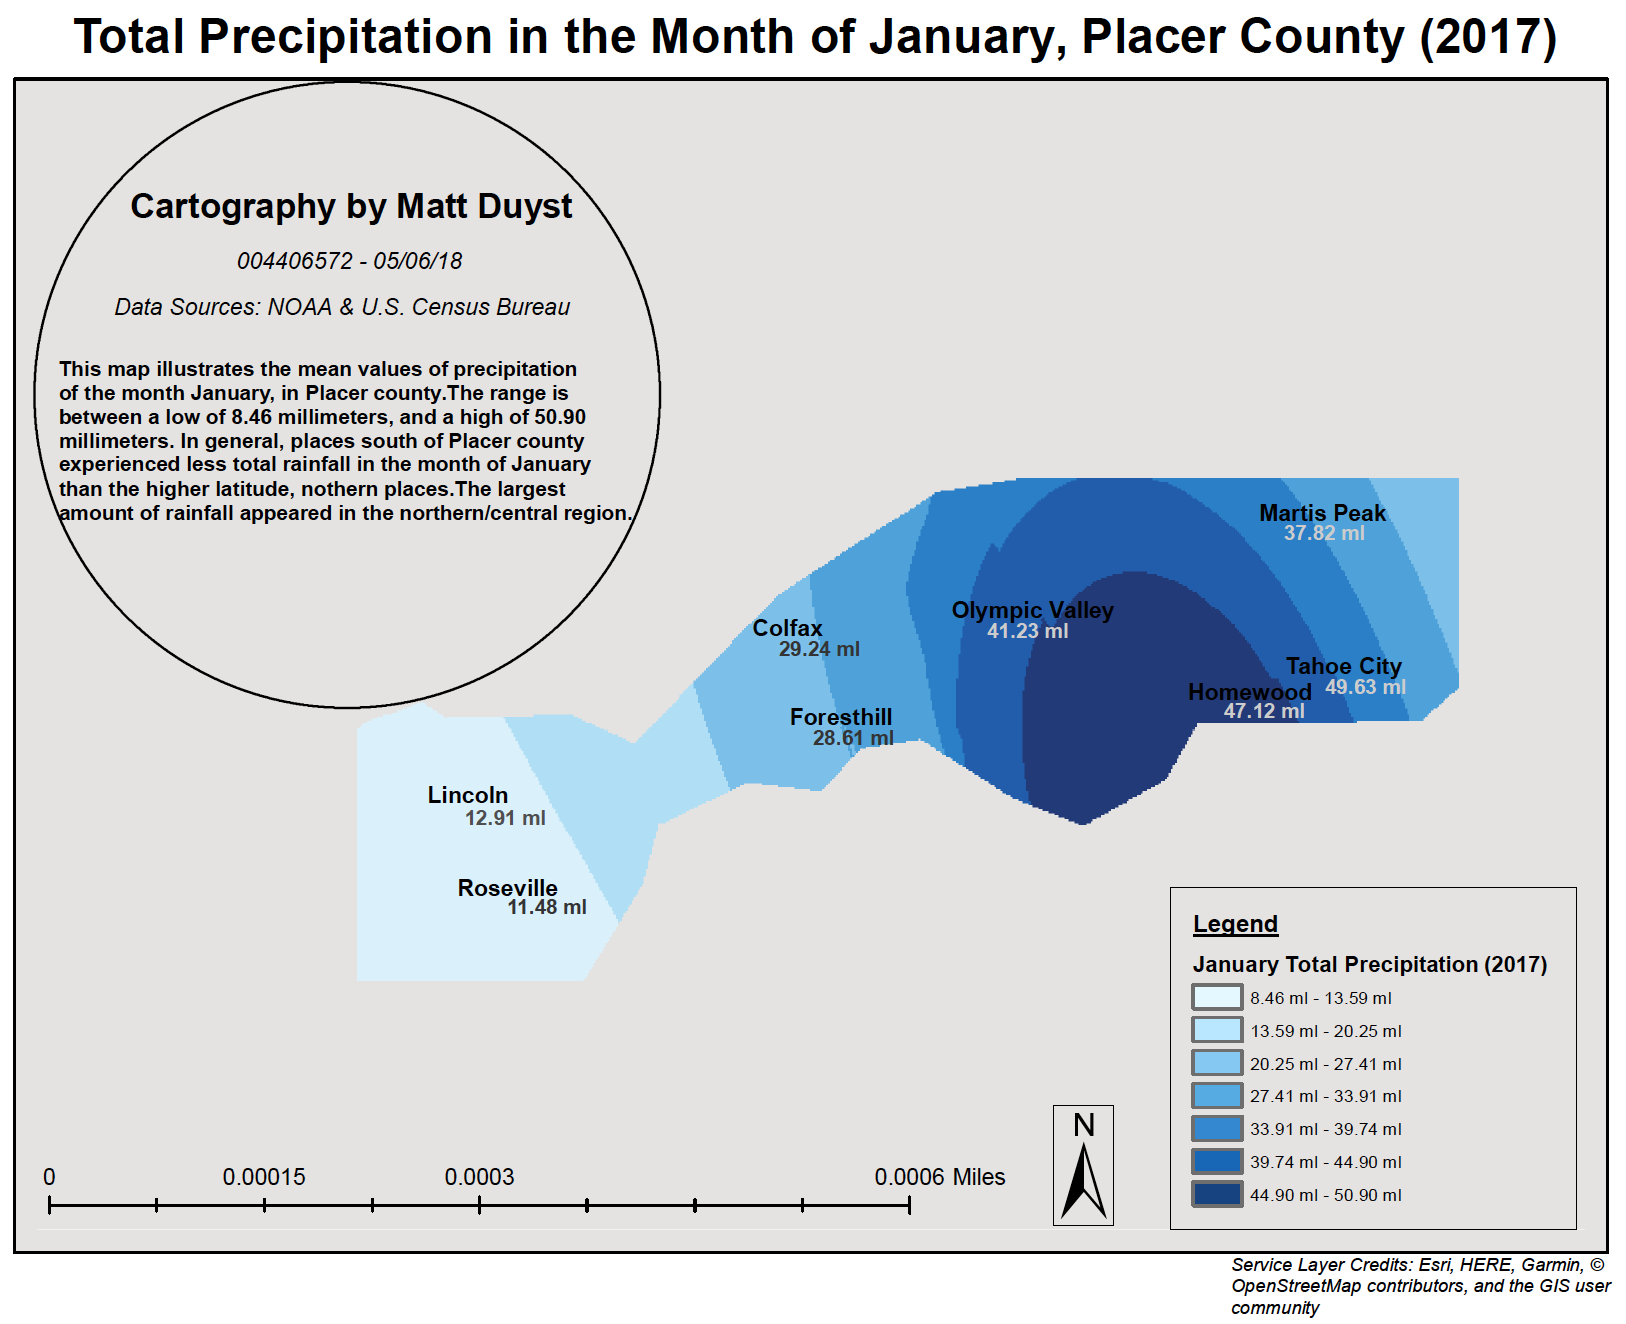 Total Precipitation in the Month of January, Placer County (2017)
Cartography by Matt Duyst
004406572 - 05/06/18
Data Sources: NOAA & U.S. Census Bureau
This map illustrates the mean values of precipitation
of the month January, in Placer county.The range is
between a low of 8.46 millimeters, and a high of 50.90
millimeters. In general, places south of Placer county
experienced less total rainfall in the month of January
than the higher latitude, nothern places.The largest
amount of rainfall appeared in the northern/central region.
Martis Peak
37.82 ml
Olympic Valley
41.23 ml
Colfax
29.24 ml
Tahoe City
49.63 ml
Homewood
47.12 ml
Foresthill
28.61 ml
Lincoln
12.91 ml
Roseville
11.48 ml
Legend
January Total Precipitation (2017)
8.46 ml - 13.59 ml
13.59 ml - 20.25 ml
20.25 ml - 27.41 ml
27.41 ml - 33.91 ml
33.91 ml - 39.74 ml
39.74 ml - 44.90 ml
44.90 ml - 50.90 ml
N
0 0.00015 0.0003 0.0006 Miles
Service Layer Credits: Esri, HERE, Garmin, ©
OpenStreetMap contributors, and the GIS user
community